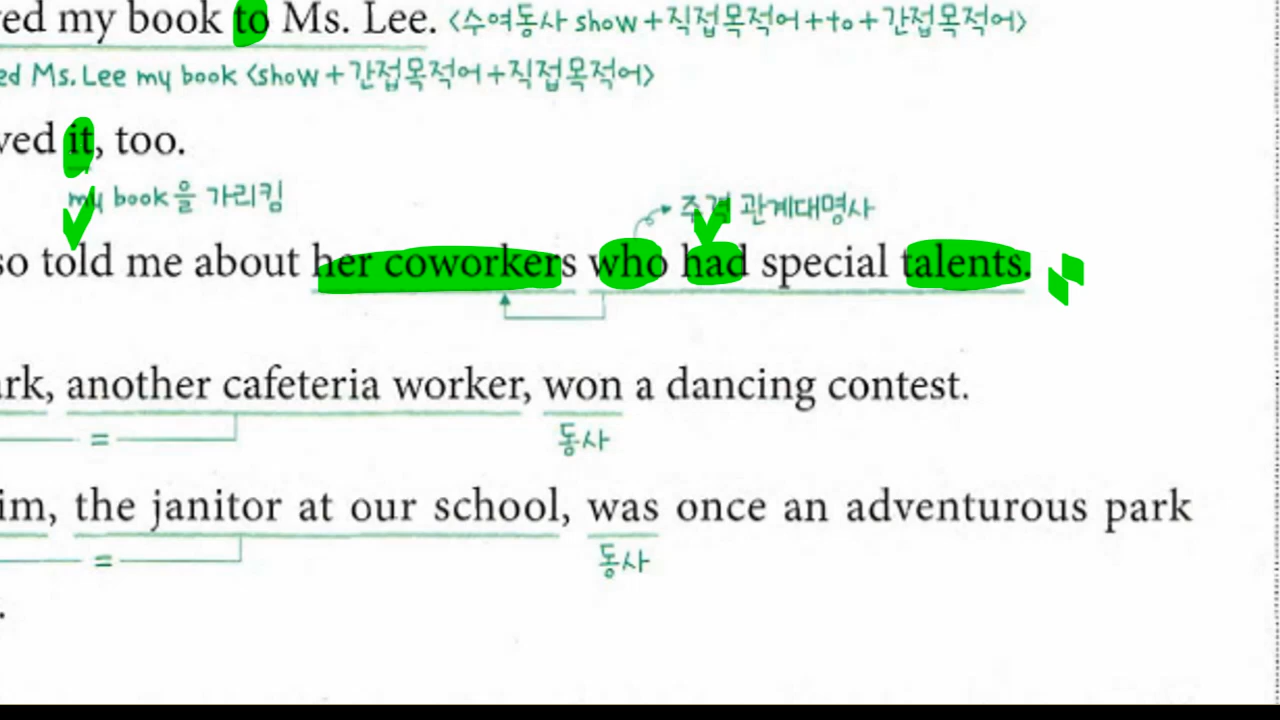 ed my book to Ms. Lee. <수여동사 show+직접목적어+to+간접목적어>
ed Ms. Lee my book <show+간접목적어+직접목적어>
ved it, too.
my book을 가리킴
주격 관계대명사
so told me about her coworkers who had special talents.
ark, another cafeteria worker, won a dancing contest.
= 동사
im, the janitor at our school, was once an adventurous park
= 동사
.